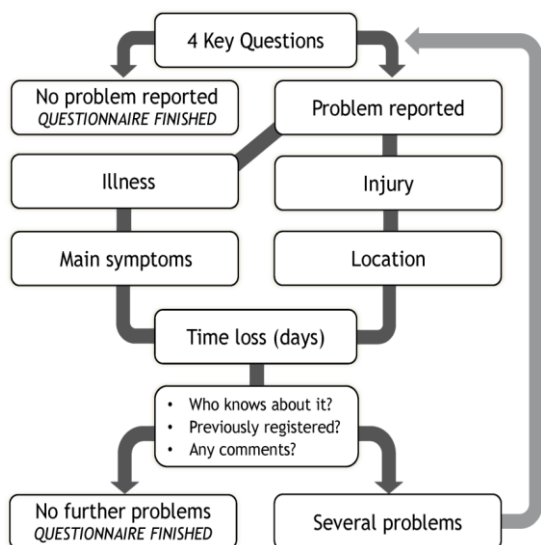 4 Key Questions
No problem reported
QUESTIONNAIRE FINISHED
Problem reported
Illness
Injury
Main symptoms
Location
Time loss (days)
• Who knows about it?
• Previously registered?
• Any comments?
No further problems
QUESTIONNAIRE FINISHED
Several problems